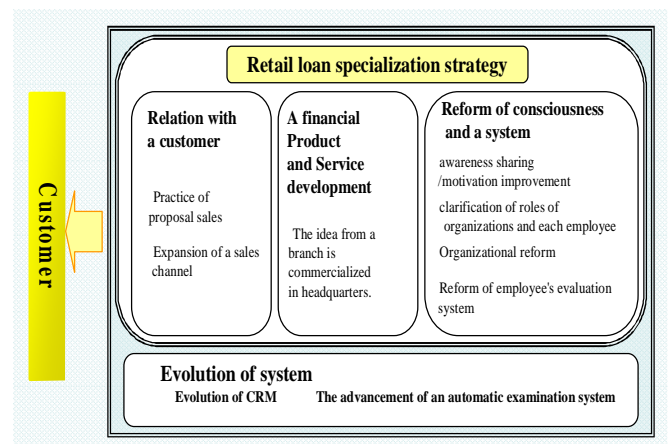 Retail loan specialization strategy
Customer
Relation with
a customer
Practice of
proposal sales
Expansion of a sales
channel
A financial
Product
and Service
development
The idea from a
branch is
commercialized
in headquarters.
Reform of consciousness
and a system
awareness sharing
/motivation improvement
clarification of roles of
organizations and each employee
Organizational reform
Reform of employee's evaluation
system
Evolution of system
Evolution of CRM The advancement of an automatic examination system